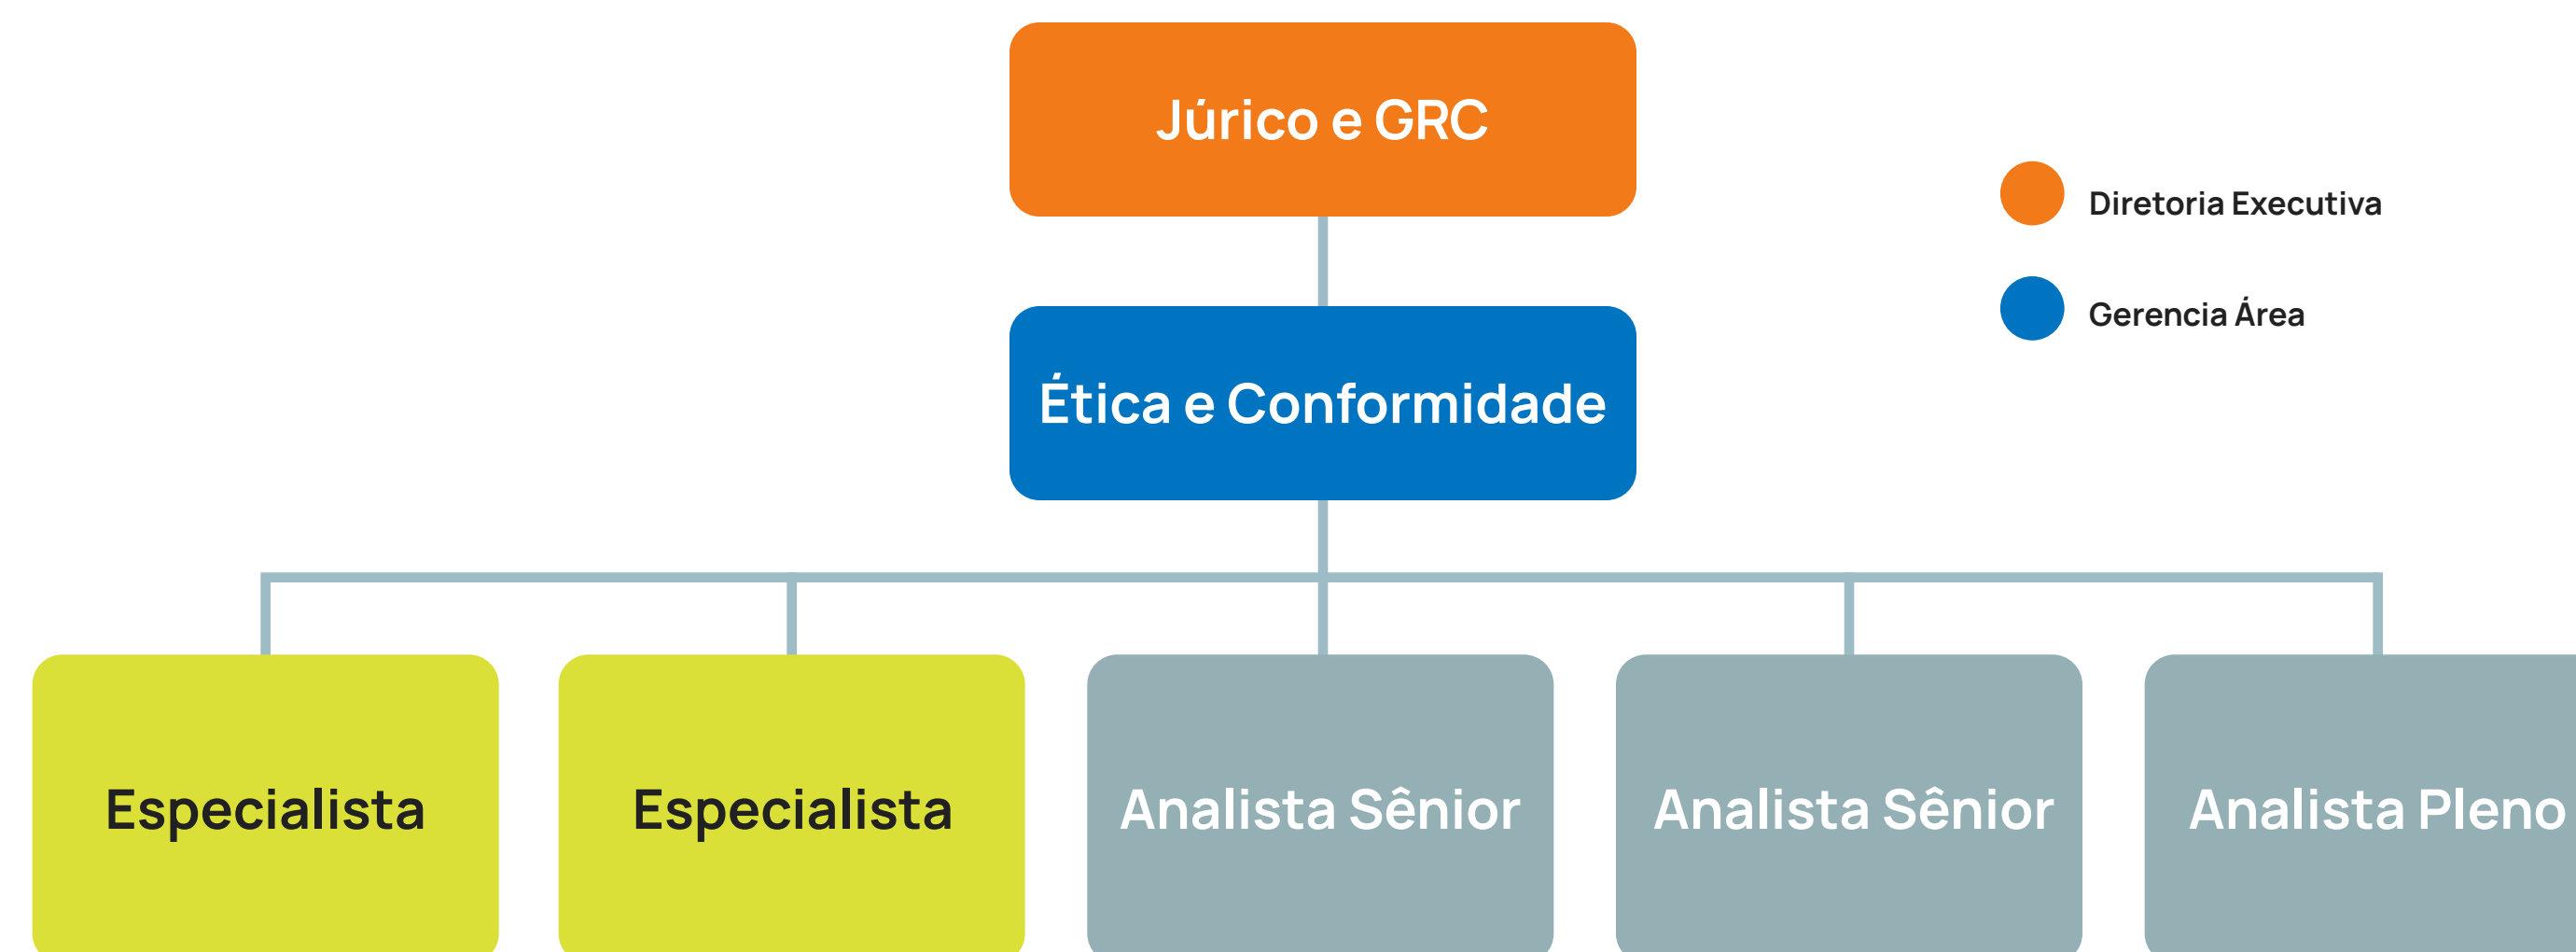 Júrico e GRC
Diretoria Executiva
Gerencia Área
Ética e Conformidade
Especialista
Especialista
Analista Sênior
Analista Sênior
Analista Pleno